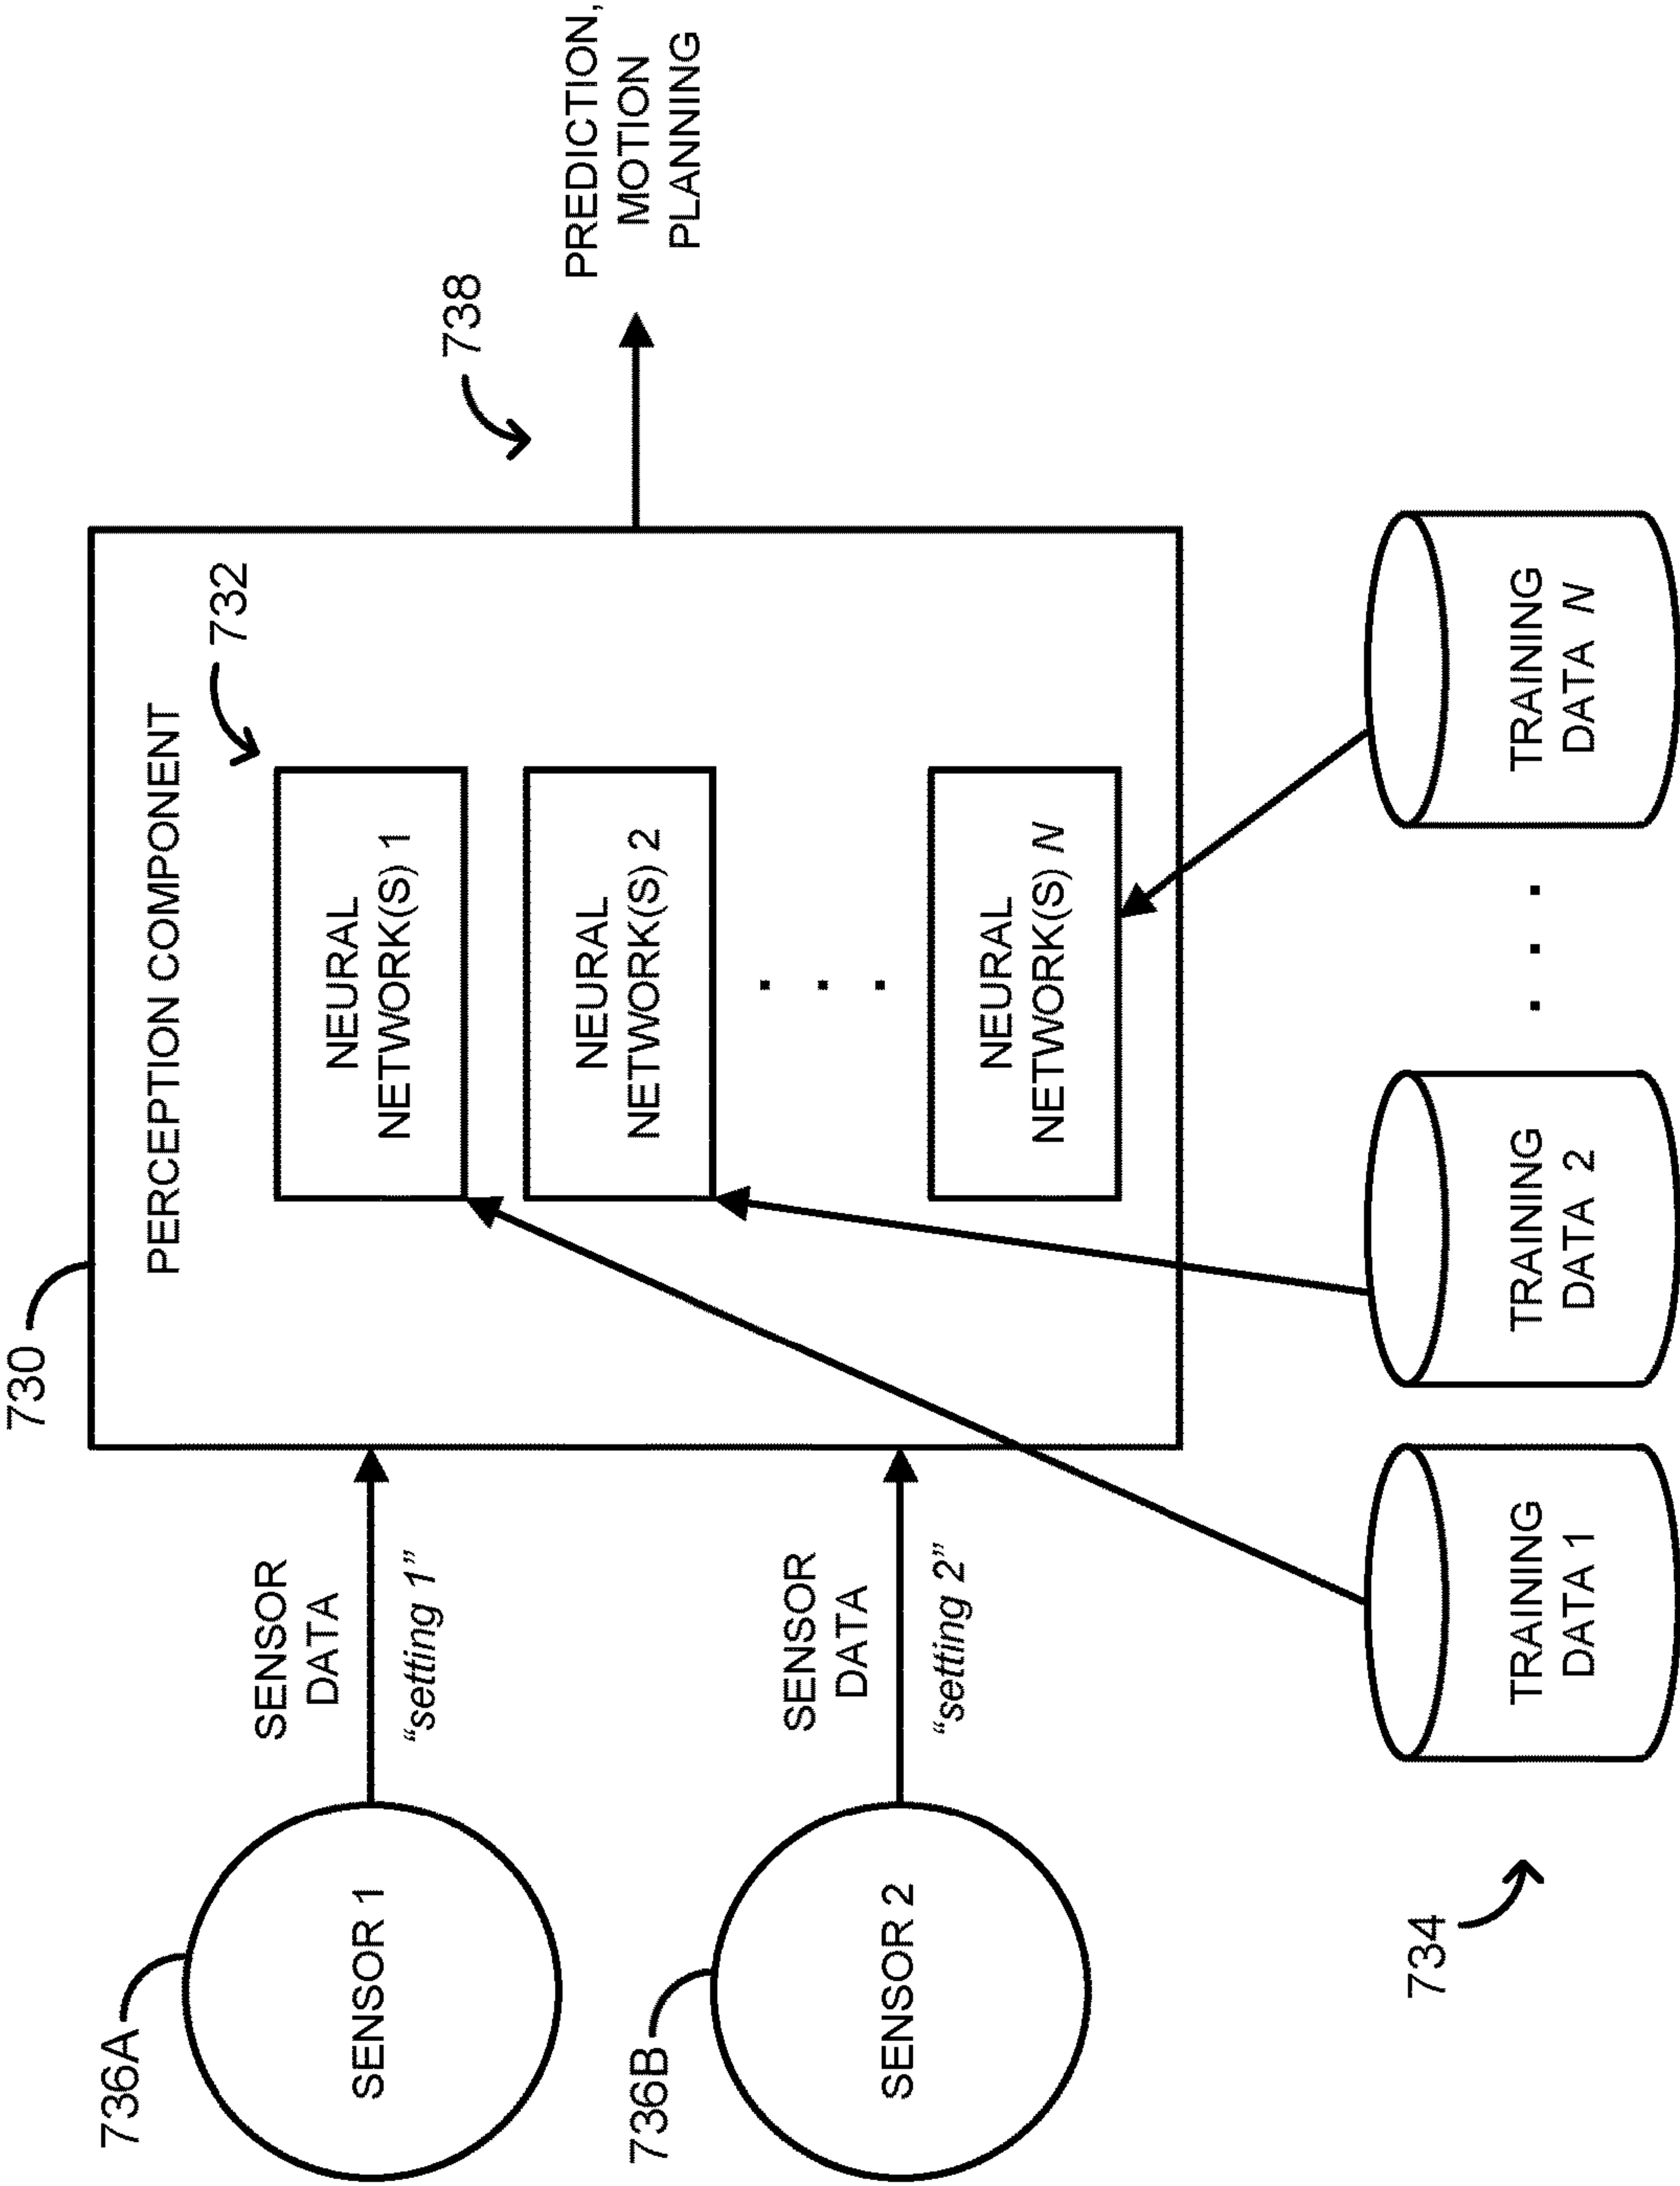 730
PERCEPTION COMPONENT
732
736A
SENSOR 1
SENSOR
DATA
“setting 1”
NEURAL
NETWORK(S) 1
NEURAL
NETWORK(S) 2
. . .
NEURAL
NETWORK(S) N
738
PREDICTION,
MOTION
PLANNING
736B
SENSOR 2
SENSOR
DATA
“setting 2”
734
TRAINING
DATA 1
TRAINING
DATA 2
. . .
TRAINING
DATA N